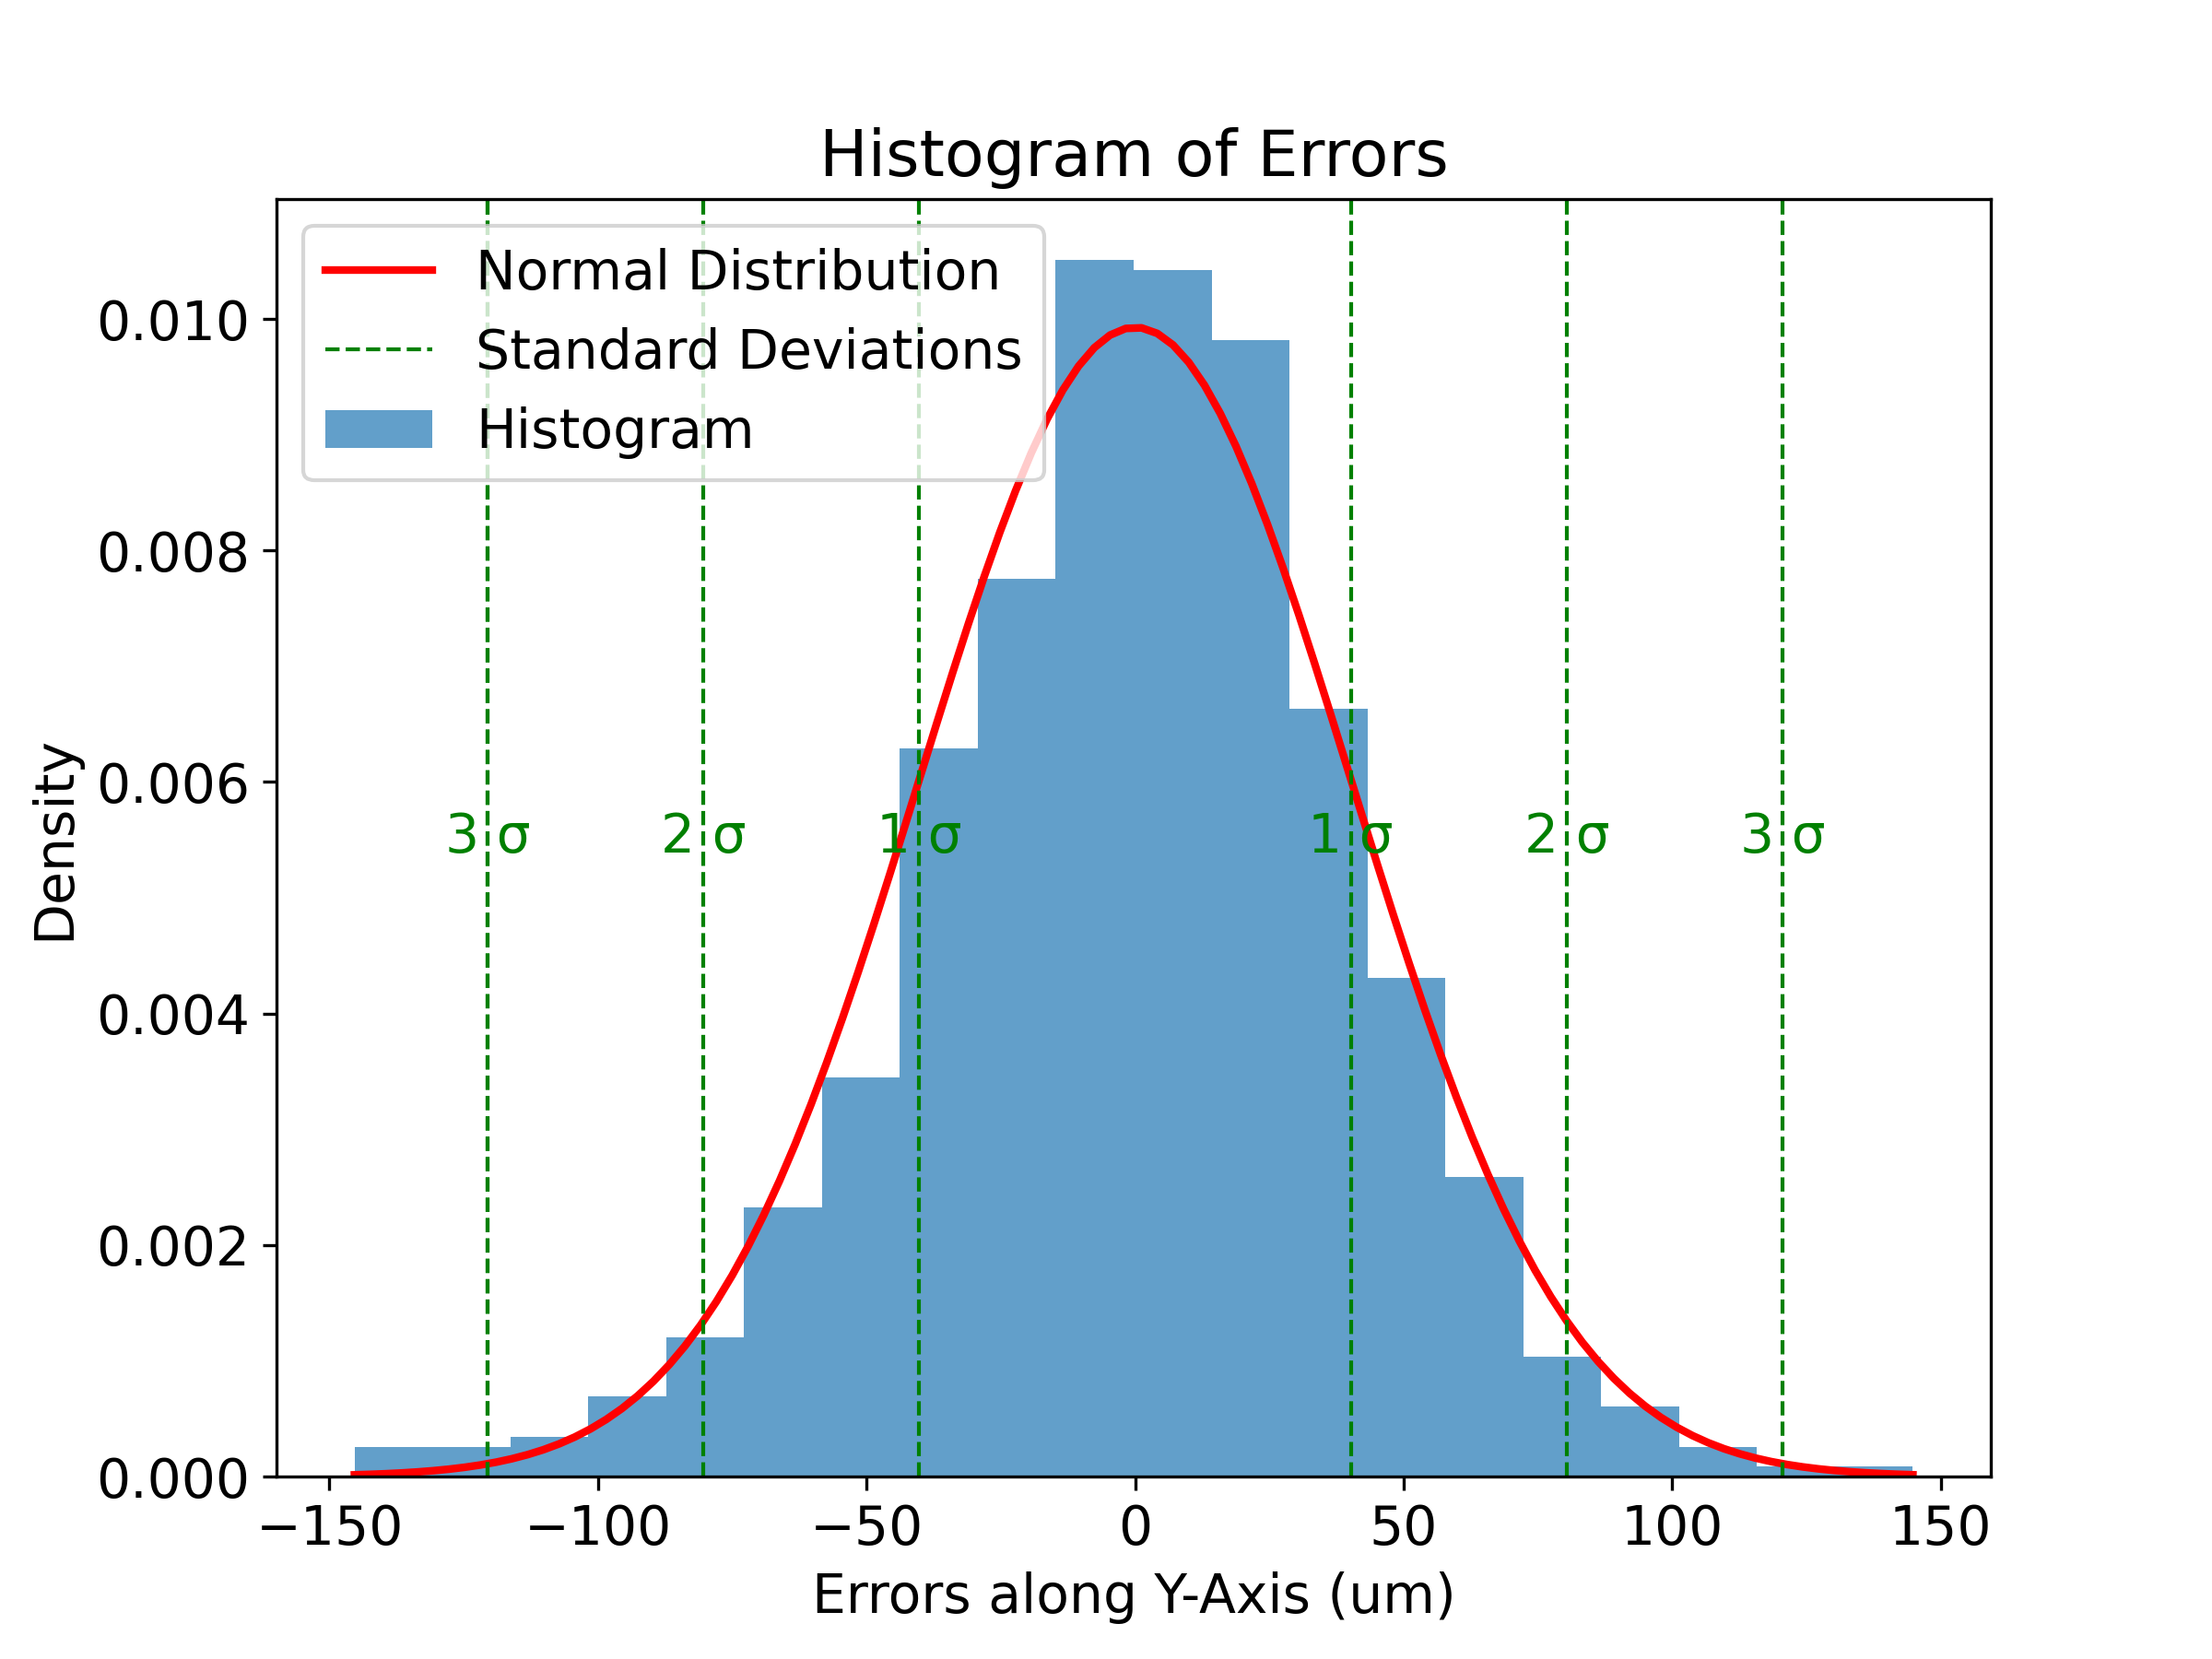 Histogram of Errors
Normal Distribution
Standard Deviations
Histogram
0.010
0.008
0.006
0.004
0.002
0.000
Density
3 σ
2 σ
1 σ
1 σ
2 σ
3 σ
−150
−100
−50
0
50
100
150
Errors along Y-Axis (um)